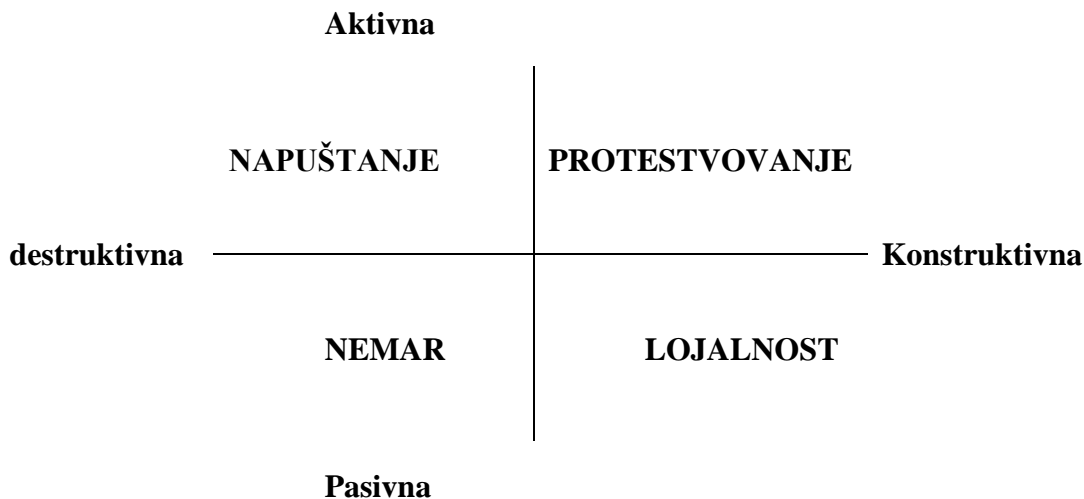 Aktivna
NAPUŠTANJE PROTESTVOVANJE
destruktivna Konstruktivna
NEMAR LOJALNOST
Pasivna